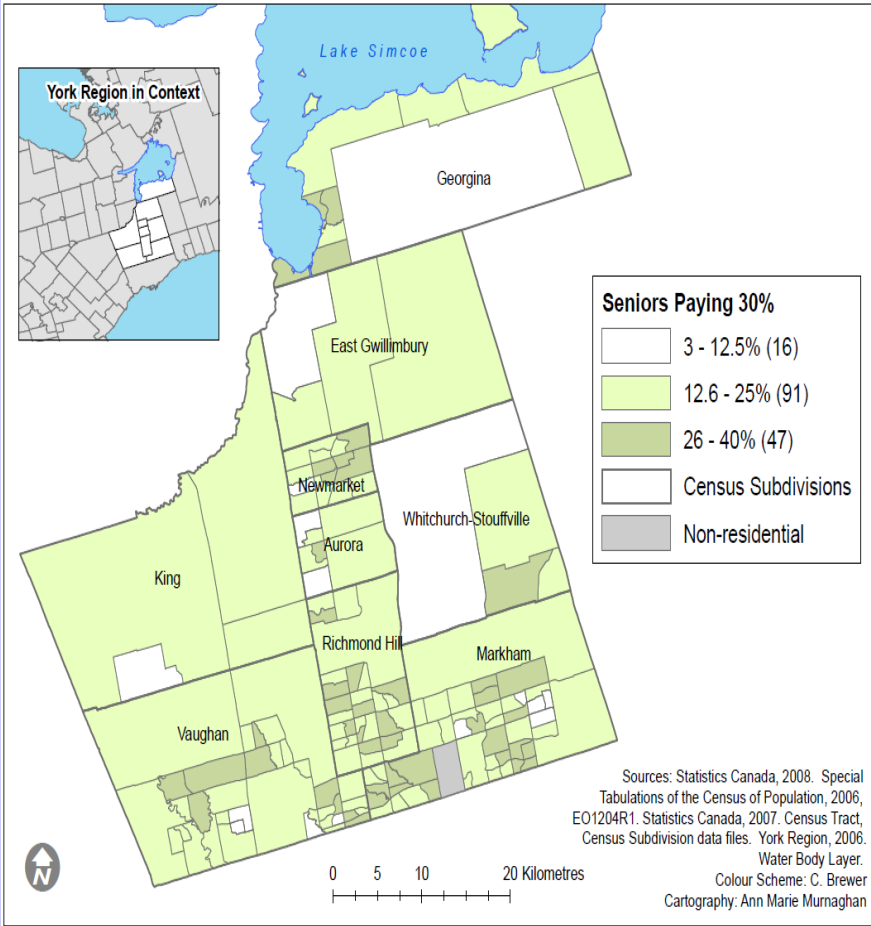 Lake Simcoe
York Region in Context
Georgina
East Gwillimbury
Newmarket
Whitchurch-Stouffville
Aurora
King
Richmond Hill
Markham
Vaughan
Seniors Paying 30%
3 - 12.5% (16)
12.6 - 25% (91)
26 - 40% (47)
Census Subdivisions
Non-residential
Sources: Statistics Canada, 2008. Special
Tabulations of the Census of Population, 2006,
EO1204R1. Statistics Canada, 2007. Census Tract,
Census Subdivision data files. York Region, 2006.
Water Body Layer.
Colour Scheme: C. Brewer
Cartography: Ann Marie Murnaghan
N
0 5 10 20 Kilometres